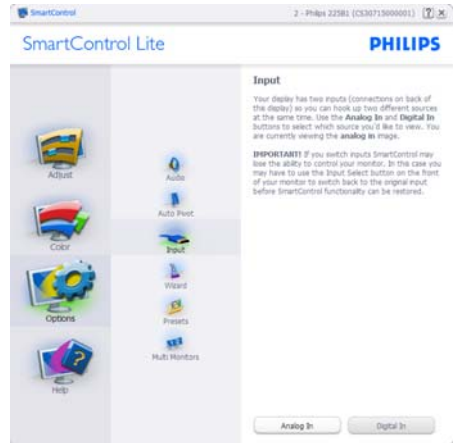 SmartControl
2 - Philips 225B1 (CS30715000001)
SmartControl Lite
PHILIPS
Adjust
Color
Options
Help
Audio
Auto Pivot
Input
Wizard
Presets
Multi Monitors
Input
Your display has two inputs (connections on back of
the display) so you can hook up two different sources
at the same time. Use the Analog In and Digital In
buttons to select which source you'd like to view. You
are currently viewing the analog in image.
IMPORTANT! If you switch inputs SmartControl may
lose the ability to control your monitor. In this case you
may have to use the Input Select button on the front
of your monitor to switch back to the original input
before SmartControl functionality can be restored.
Analog In
Digital In